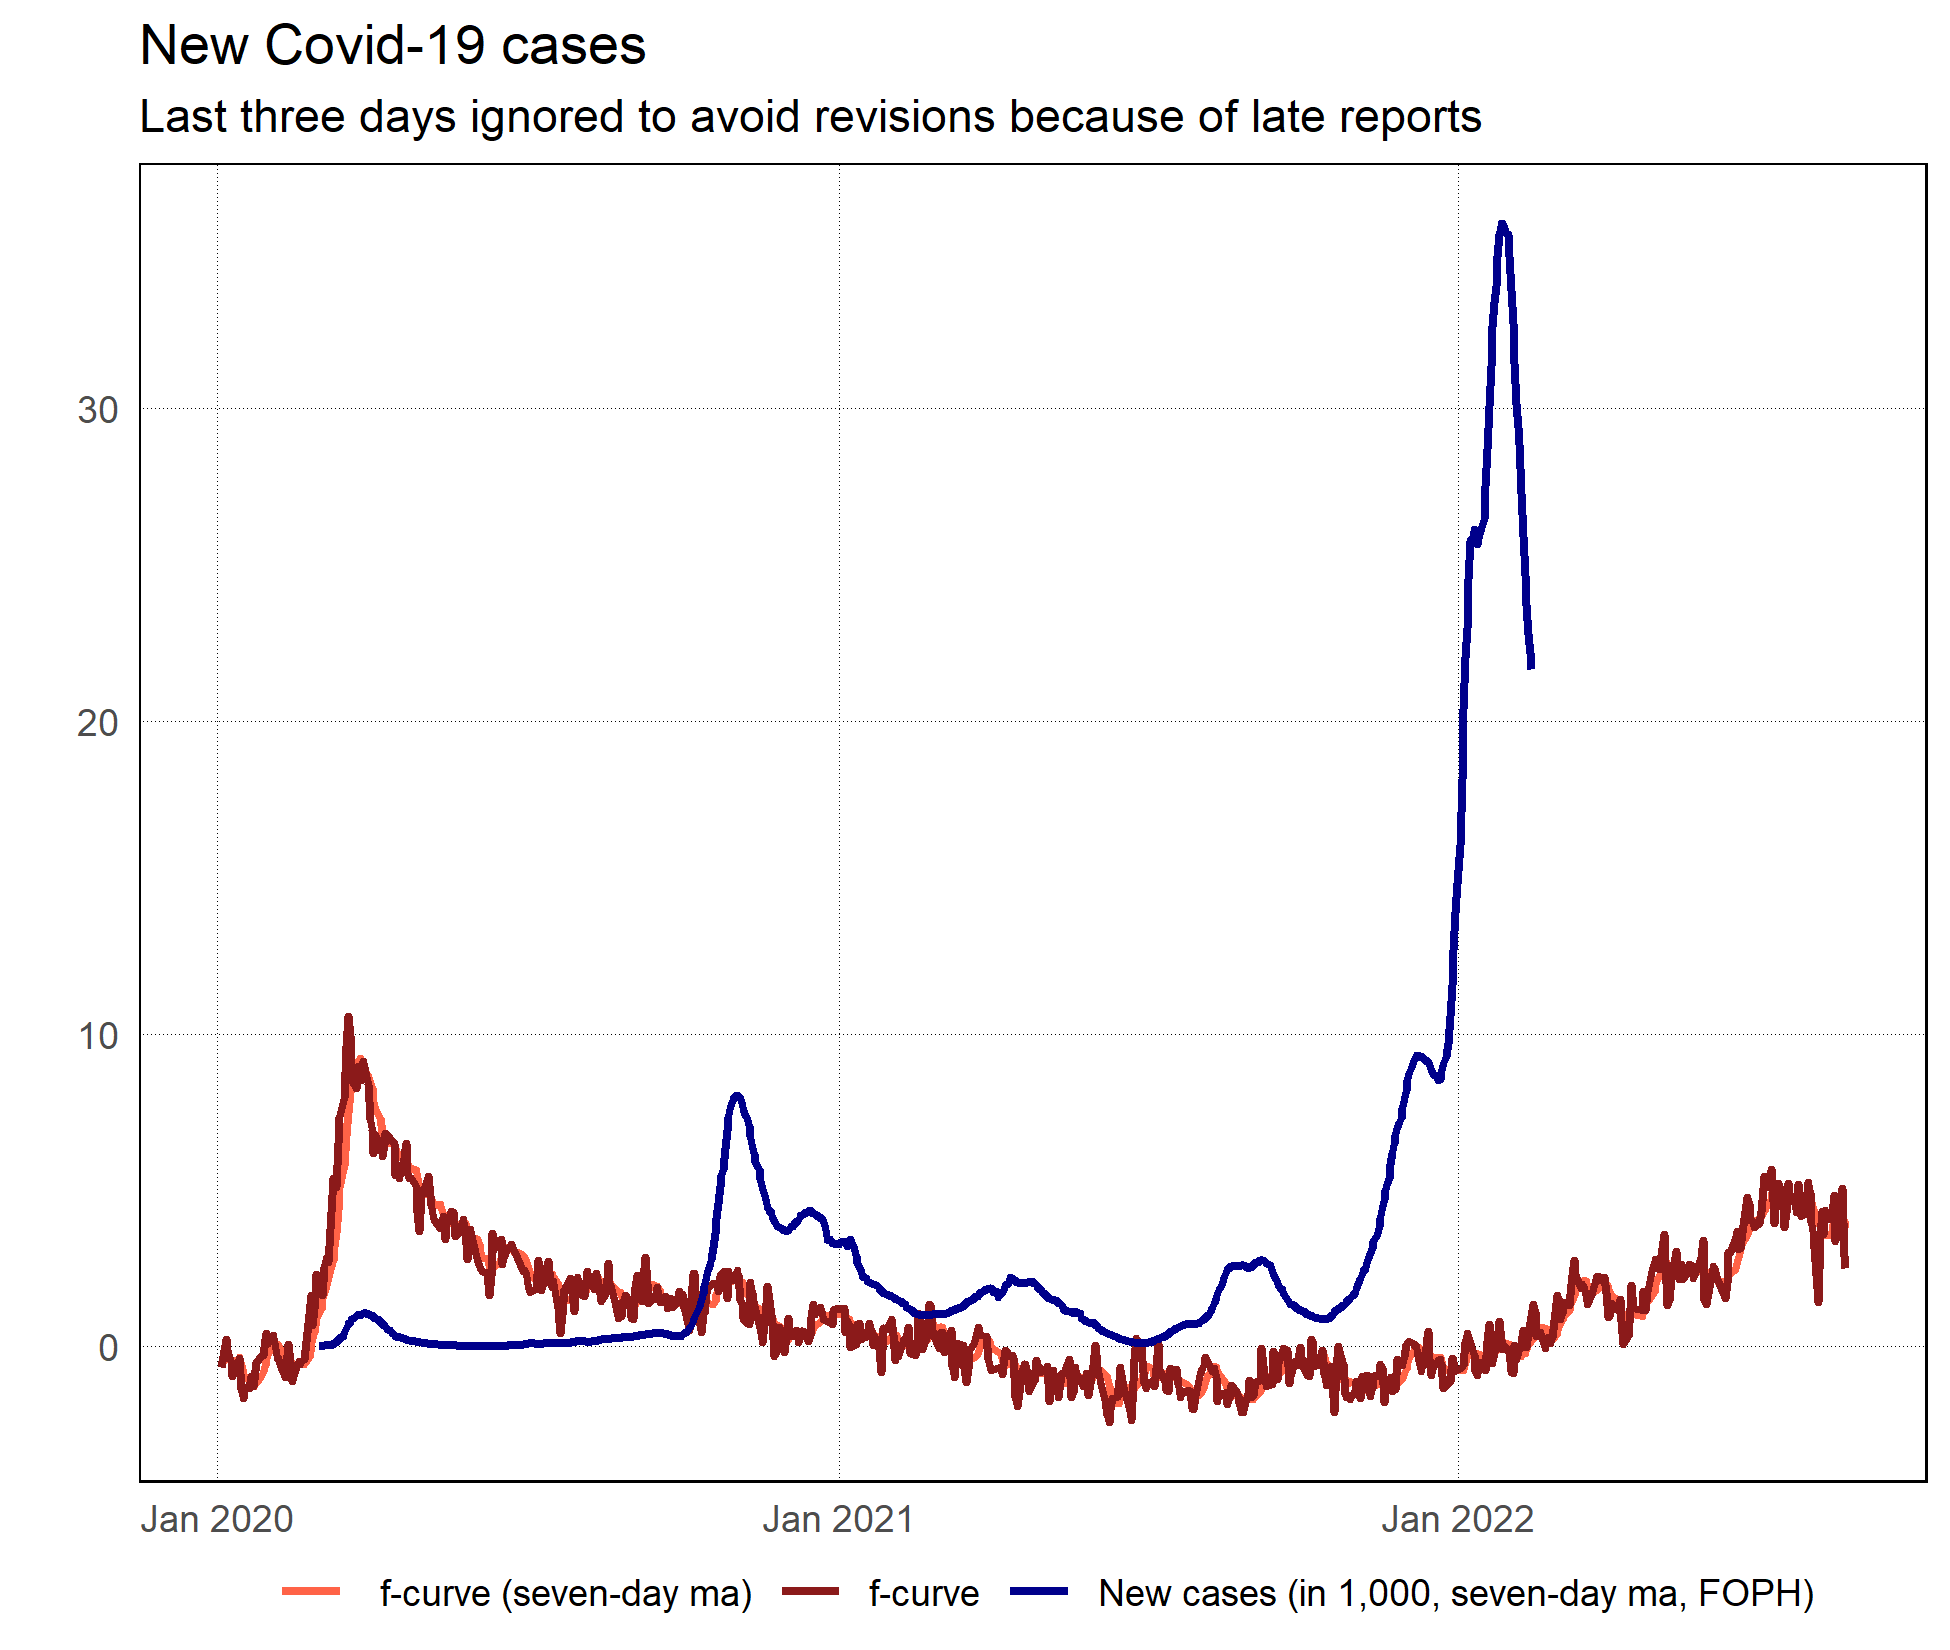 New Covid-19 cases
Last three days ignored to avoid revisions because of late reports
30
20
10
0
Jan 2020 Jan 2021 Jan 2022
f-curve (seven-day ma) f-curve New cases (in 1,000, seven-day ma, FOPH)